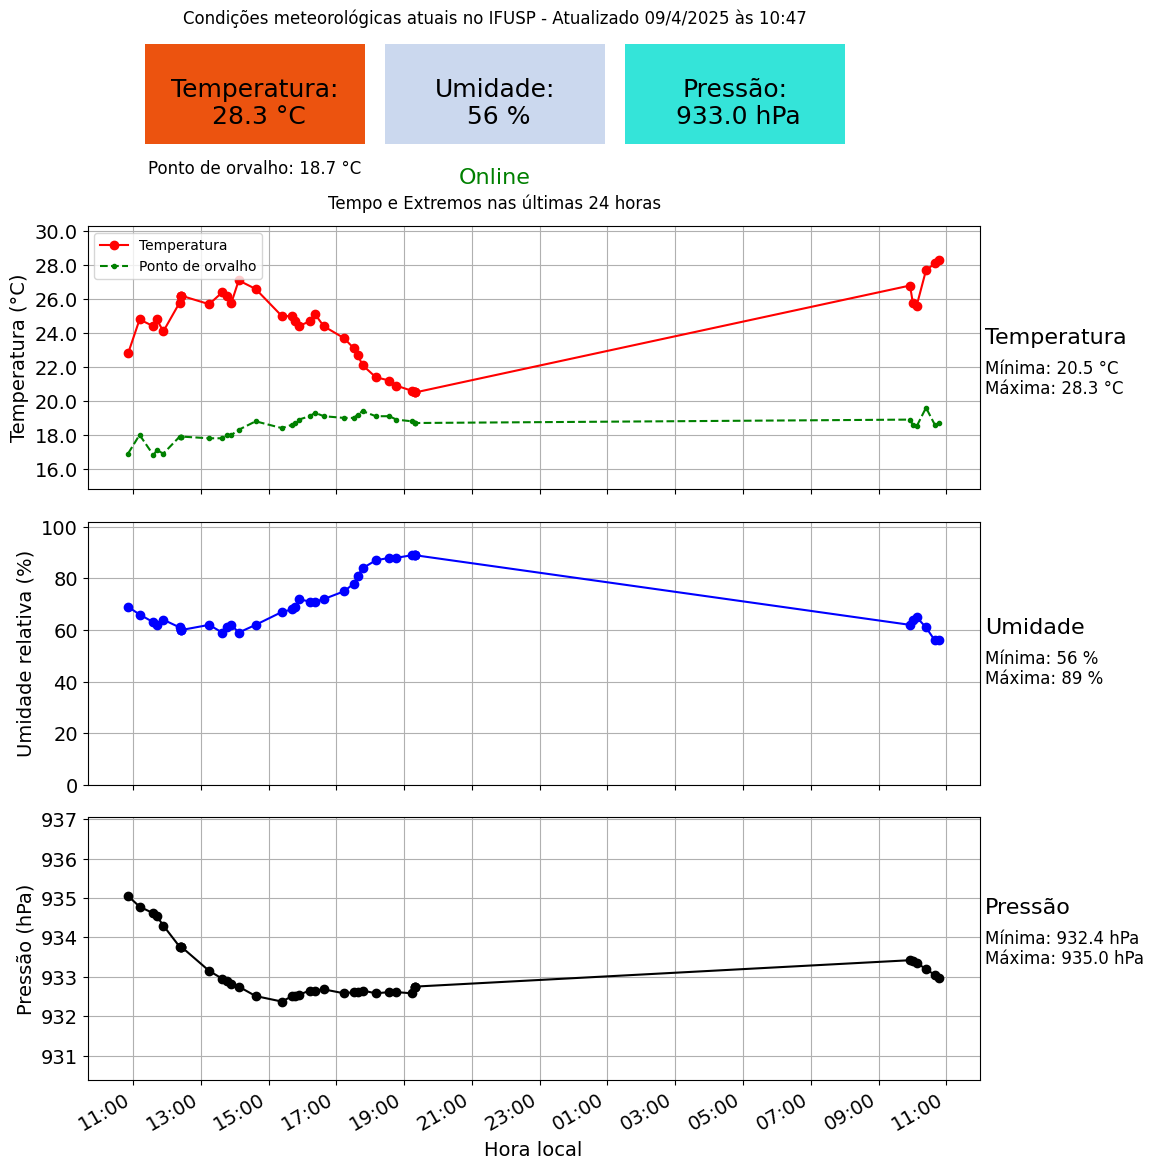 Condições meteorológicas atuais no IFUSP - Atualizado 09/4/2025 às 10:47
Temperatura:
28.3 °C
Umidade:
56 %
Pressão:
933.0 hPa
Ponto de orvalho: 18.7 °C
Online
Tempo e Extremos nas últimas 24 horas
Temperatura (°C)
30.0
28.0
26.0
24.0
22.0
20.0
18.0
16.0
Temperatura
Ponto de orvalho
Temperatura
Mínima: 20.5 °C
Máxima: 28.3 °C
Umidade relativa (%)
100
80
60
40
20
0
Umidade
Mínima: 56 %
Máxima: 89 %
Pressão (hPa)
937
936
935
934
933
932
931
Pressão
Mínima: 932.4 hPa
Máxima: 935.0 hPa
11:00
13:00
15:00
17:00
19:00
21:00
23:00
01:00
03:00
05:00
07:00
09:00
11:00
Hora local